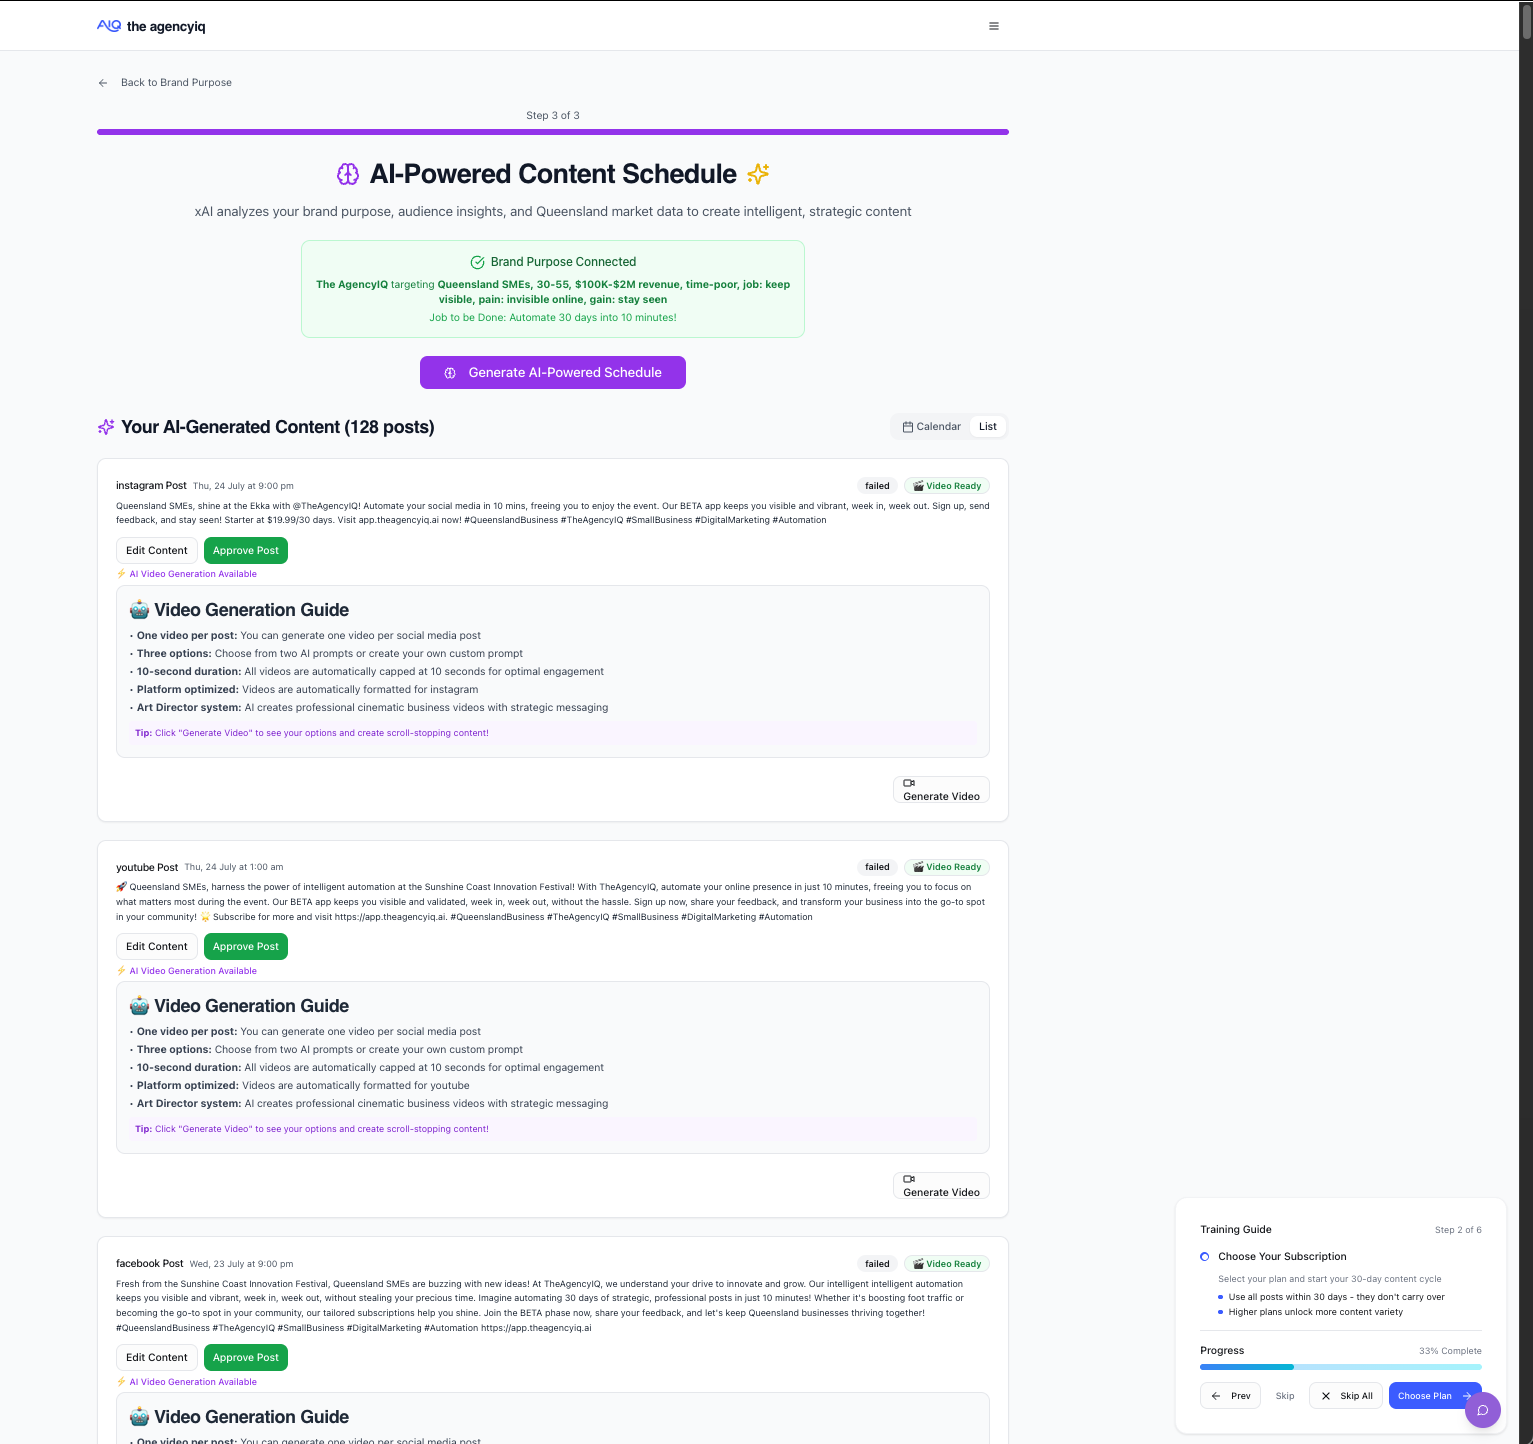 AIQ the agencyiq
Back to Brand Purpose
Step 3 of 3
AI-Powered Content Schedule
xAI analyzes your brand purpose, audience insights, and Queensland market data to create intelligent, strategic content
Brand Purpose Connected
The AgencyIQ targeting Queensland SMEs, 30-55, $100K-$2M revenue, time-poor, job: keep
visible, pain: invisible online, gain: stay seen
Job to be Done: Automate 30 days into 10 minutes!
Generate AI-Powered Schedule
Your AI-Generated Content (128 posts)
Calendar List
instagram Post Thu, 24 July at 9:00 pm failed 🎬 Video Ready
Queensland SMEs, shine at the Ekka with @TheAgencyIQ! Automate your social media in 10 mins, freeing you to enjoy the event. Our BETA app keeps you visible and vibrant, week in, week out. Sign up, send
feedback, and stay seen! Starter at $19.99/30 days. Visit app.theagencyiq.ai now! #QueenslandBusiness #TheAgencyIQ #SmallBusiness #DigitalMarketing #Automation
Edit Content Approve Post
⚡ AI Video Generation Available
🤖 Video Generation Guide
• One video per post: You can generate one video per social media post
• Three options: Choose from two AI prompts or create your own custom prompt
• 10-second duration: All videos are automatically capped at 10 seconds for optimal engagement
• Platform optimized: Videos are automatically formatted for instagram
• Art Director system: AI creates professional cinematic business videos with strategic messaging
Tip: Click "Generate Video" to see your options and create scroll-stopping content!
Generate Video
youtube Post Thu, 24 July at 1:00 am failed 🎬 Video Ready
🚀 Queensland SMEs, harness the power of intelligent automation at the Sunshine Coast Innovation Festival! With TheAgencyIQ, automate your online presence in just 10 minutes, freeing you to focus on
what matters most during the event. Our BETA app keeps you visible and validated, week in, week out, without the hassle. Sign up now, share your feedback, and transform your business into the go-to spot
in your community! 🌟 Subscribe for more and visit https://app.theagencyiq.ai. #QueenslandBusiness #TheAgencyIQ #SmallBusiness #DigitalMarketing #Automation
Edit Content Approve Post
⚡ AI Video Generation Available
🤖 Video Generation Guide
• One video per post: You can generate one video per social media post
• Three options: Choose from two AI prompts or create your own custom prompt
• 10-second duration: All videos are automatically capped at 10 seconds for optimal engagement
• Platform optimized: Videos are automatically formatted for youtube
• Art Director system: AI creates professional cinematic business videos with strategic messaging
Tip: Click "Generate Video" to see your options and create scroll-stopping content!
Generate Video
facebook Post Wed, 23 July at 9:00 pm failed 🎬 Video Ready
Fresh from the Sunshine Coast Innovation Festival, Queensland SMEs are buzzing with new ideas! At TheAgencyIQ, we understand your drive to innovate and grow. Our intelligent intelligent automation
keeps you visible and vibrant, week in, week out, without stealing your precious time. Imagine automating 30 days of strategic, professional posts in just 10 minutes! Whether it's boosting foot traffic or
becoming the go-to spot in your community, our tailored subscriptions help you shine. Join the BETA phase now, share your feedback, and let's keep Queensland businesses thriving together!
#QueenslandBusiness #TheAgencyIQ #SmallBusiness #DigitalMarketing #Automation https://app.theagencyiq.ai
Edit Content Approve Post
⚡ AI Video Generation Available
🤖 Video Generation Guide
• One video per post: You can generate one video per social media post
Training Guide Step 2 of 6
Choose Your Subscription
Select your plan and start your 30-day content cycle
Use all posts within 30 days - they don't carry over
Higher plans unlock more content variety
Progress 33% Complete
Prev Skip Skip All Choose Plan